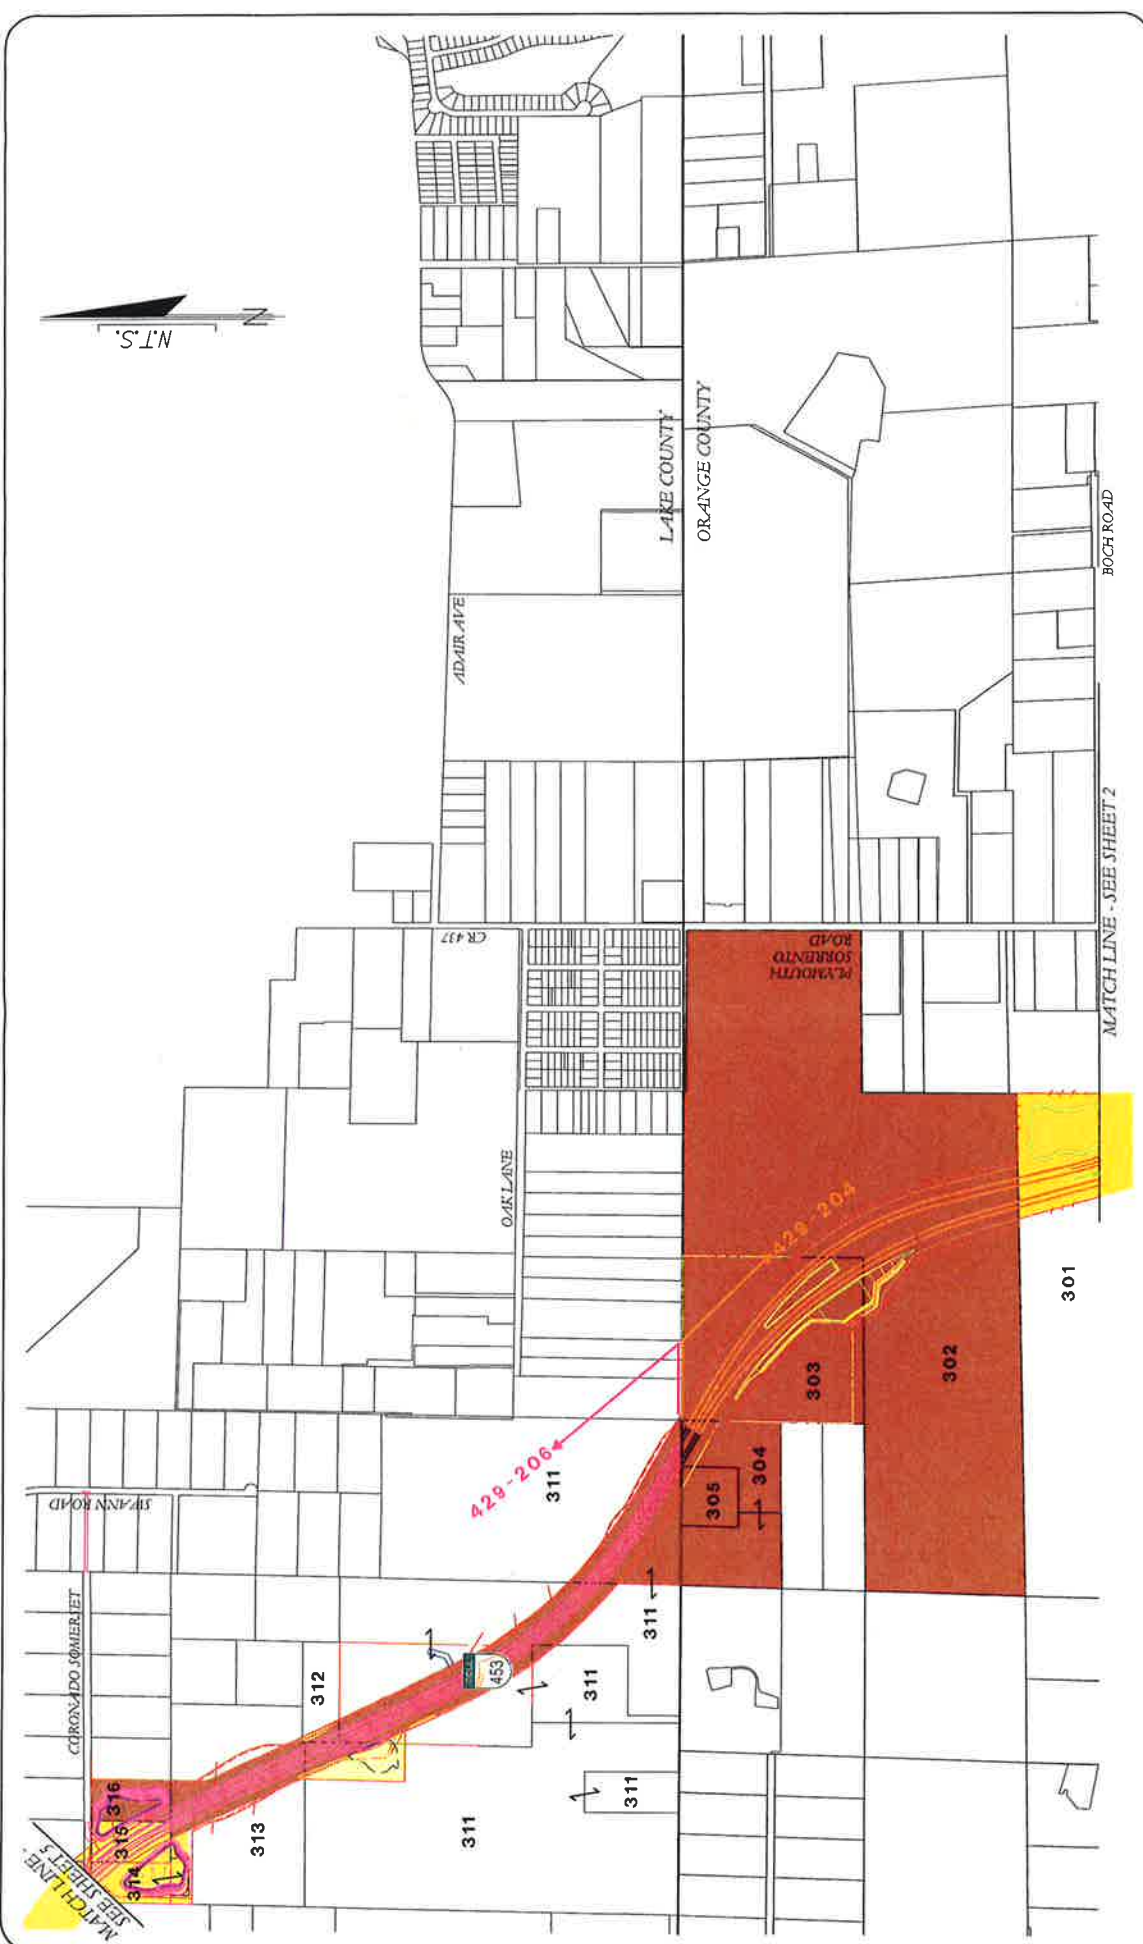 N.T.S.
N
LAKE COUNTY
ORANGE COUNTY
ADAIR AVE
BOCH ROAD
MATCH LINE - SEE SHEET 2
CR 437
PLYMOUTH
SORRENTO
ROAD
OAK LANE
429-204
301
302
303
304
305
429-206
311
311
311
311
311
SWANN ROAD
CORONADO SOMERSET
453
312
313
314
315
316
MATCH LINE -
SEE SHEET 5